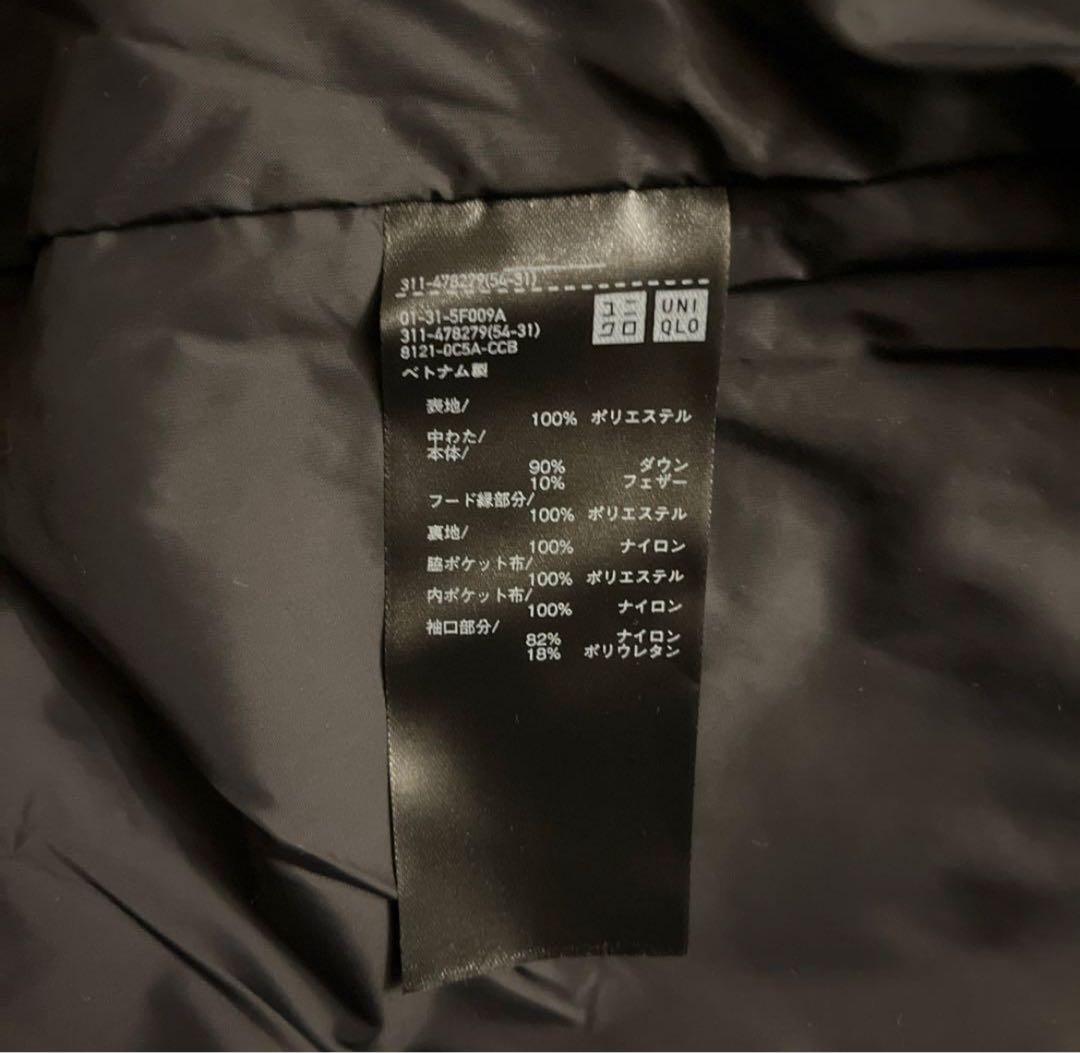 311-478279(54-31)
ユニ
クロ
UNI
QLO
01-31-5F009A
311-478279(54-31)
8121-0C5A-CCB
ベトナム製
表地/
100% ポリエステル
中わた/
本体/
90% ダウン
10% フェザー
フード縁部分/
100% ポリエステル
裏地/
100% ナイロン
脇ポケット布/
100% ポリエステル
内ポケット布/
100% ナイロン
袖口部分/
82% ナイロン
18% ポリウレタン